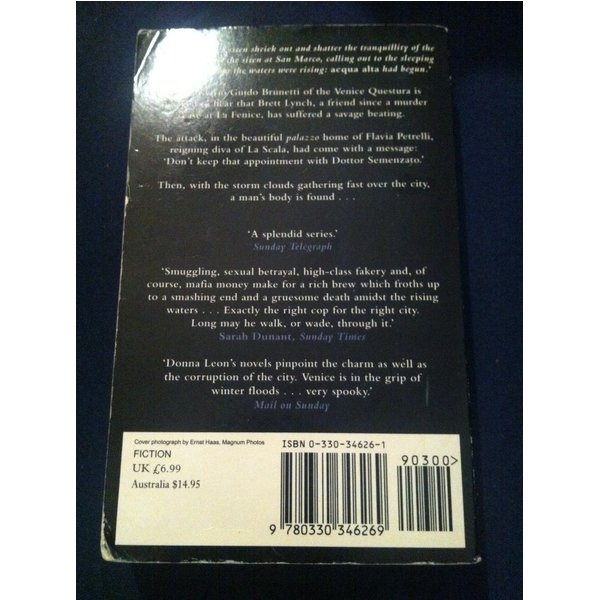 siren shriek out and shatter the tranquillity of the
the siren at San Marco, calling out to the sleeping
the waters were rising: acqua alta had begun.’
Guido Brunetti of the Venice Questura is
hear that Brett Lynch, a friend since a murder
at La Fenice, has suffered a savage beating.
The attack, in the beautiful palazzo home of Flavia Petrelli,
reigning diva of La Scala, had come with a message:
‘Don’t keep that appointment with Dottor Semenzato.’
Then, with the storm clouds gathering fast over the city,
a man’s body is found . . .
‘A splendid series.’
Sunday Telegraph
‘Smuggling, sexual betrayal, high-class fakery and, of
course, mafia money make for a rich brew which froths up
to a smashing end and a gruesome death amidst the rising
waters . . . Exactly the right cop for the right city.
Long may he walk, or wade, through it.’
Sarah Dunant, Sunday Times
‘Donna Leon’s novels pinpoint the charm as well as
the corruption of the city. Venice is in the grip of
winter floods . . . very spooky.’
Mail on Sunday
Cover photograph by Ernst Haas, Magnum Photos
FICTION
UK £6.99
Australia $14.95
ISBN 0-330-34626-1
90300>
9 780330 346269